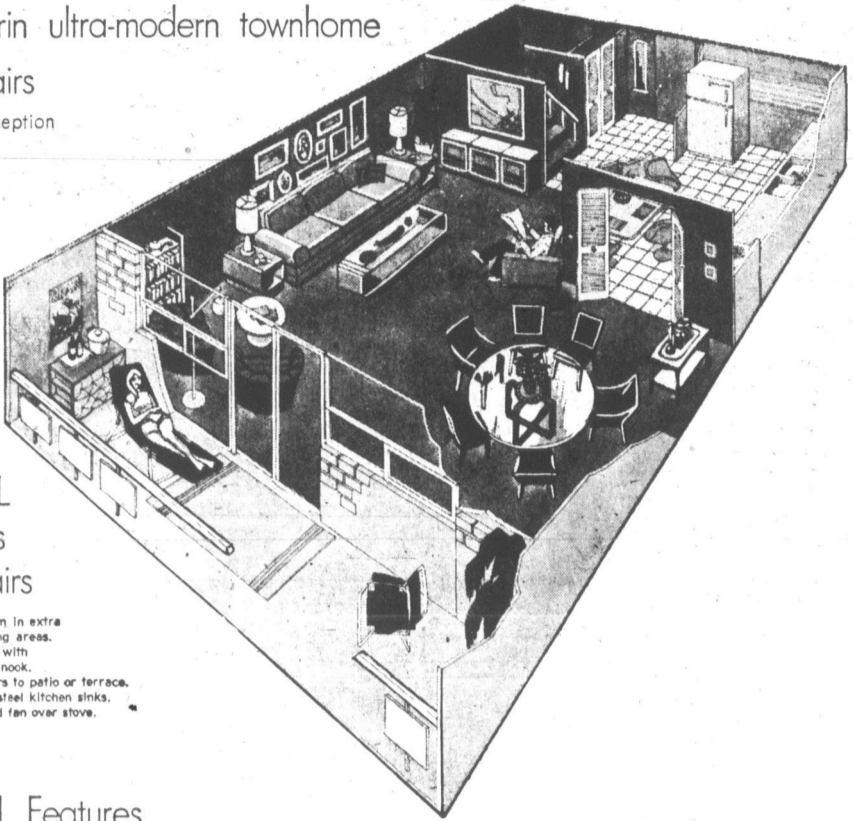 rin ultra-modern townhome
airs
eption
L
s
airs
n in extra
ng areas.
with
nook.
rs to patio or terrace.
steel kitchen sinks.
d fan over stove.
l Features